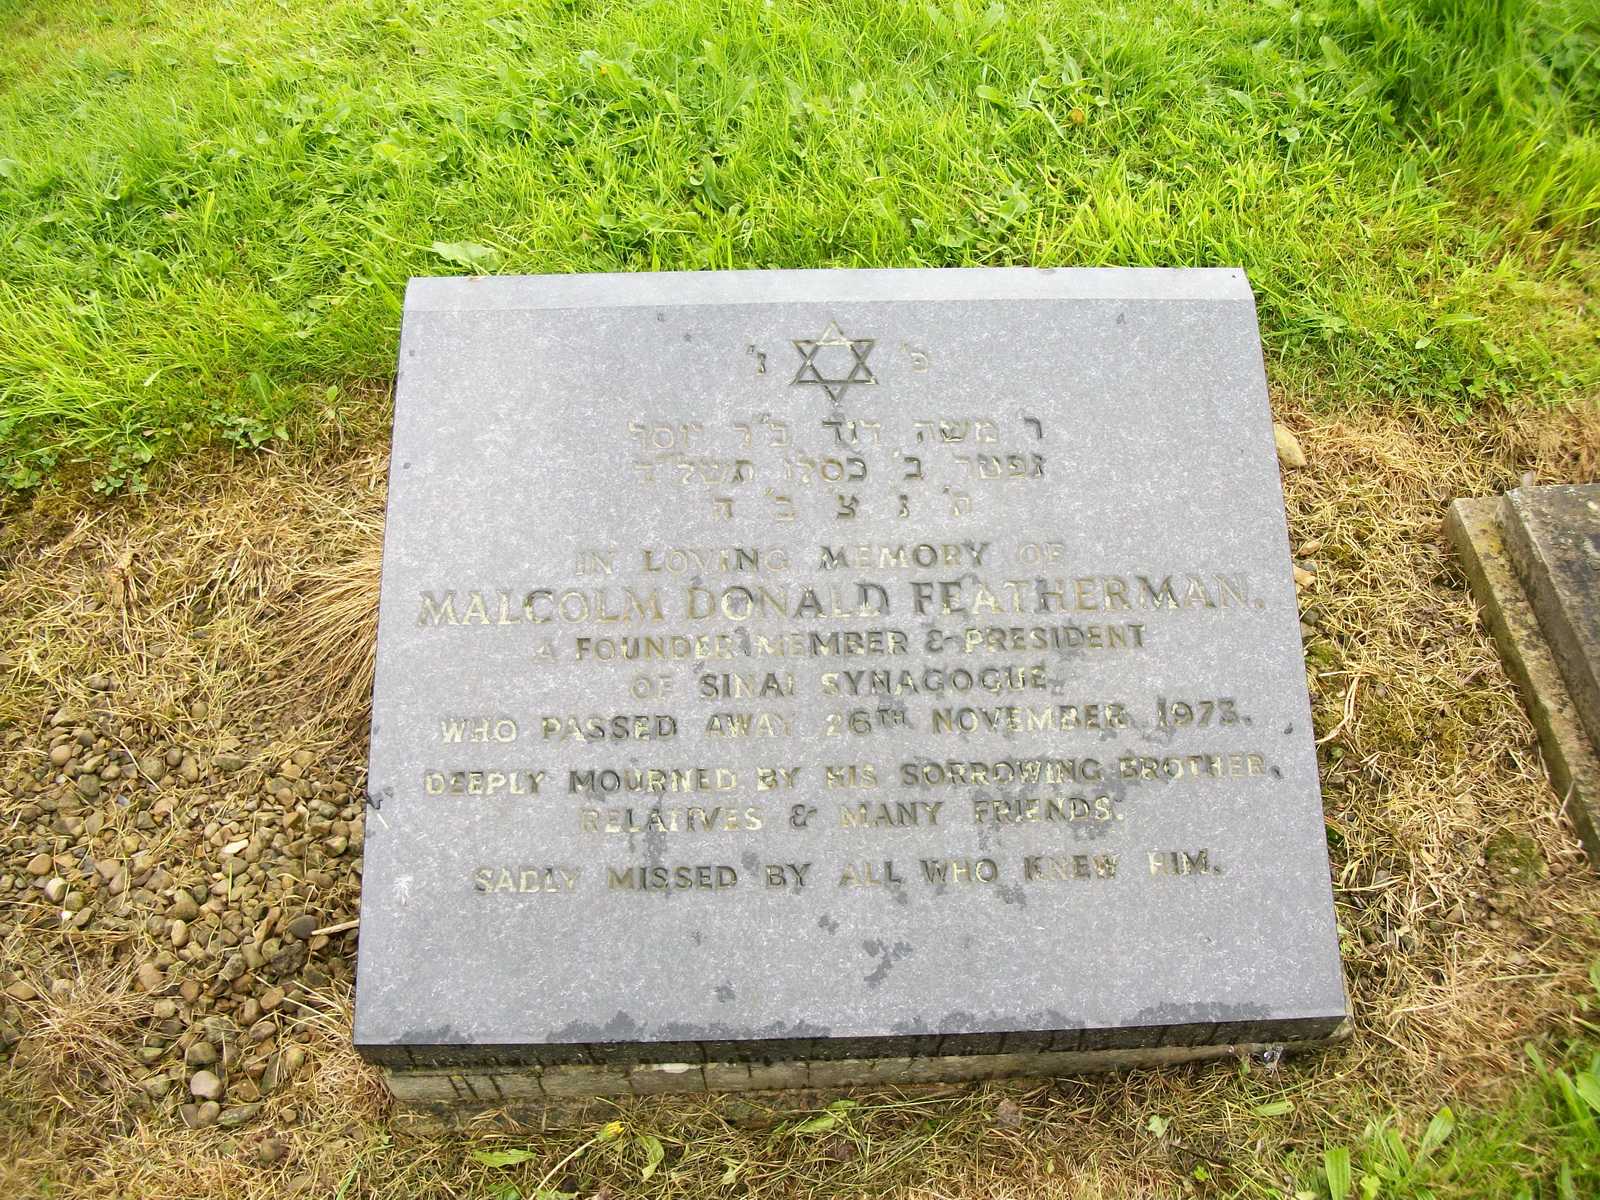 פ׳ נ׳
ר׳ משה דוד ב״ר יוסף
נפטר ב׳ כסלו תשל״ד
ת׳ נ׳ צ׳ ב׳ ה
IN LOVING MEMORY OF
MALCOLM DONALD FEATHERMAN.
A FOUNDER MEMBER & PRESIDENT
OF SINAI SYNAGOGUE
WHO PASSED AWAY 26TH NOVEMBER 1973.
DEEPLY MOURNED BY HIS SORROWING BROTHER,
RELATIVES & MANY FRIENDS.
SADLY MISSED BY ALL WHO KNEW HIM.